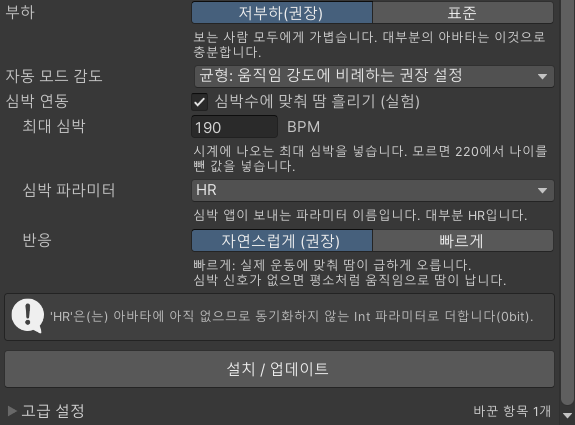 부하 저부하(권장) 표준
보는 사람 모두에게 가볍습니다. 대부분의 아바타는 이것으로
충분합니다.
자동 모드 감도 균형: 움직임 강도에 비례하는 권장 설정
심박 연동 심박수에 맞춰 땀 흘리기 (실험)
최대 심박 190 BPM
시계에 나오는 최대 심박을 넣습니다. 모르면 220에서 나이를
뺀 값을 넣습니다.
심박 파라미터 HR
심박 앱이 보내는 파라미터 이름입니다. 대부분 HR입니다.
반응 자연스럽게 (권장) 빠르게
빠르게: 실제 운동에 맞춰 땀이 급하게 오릅니다.
심박 신호가 없으면 평소처럼 움직임으로 땀이 납니다.
'HR'은(는) 아바타에 아직 없으므로 동기화하지 않는 Int 파라미터로 더합니다(0bit).
설치 / 업데이트
고급 설정 바꾼 항목 1개